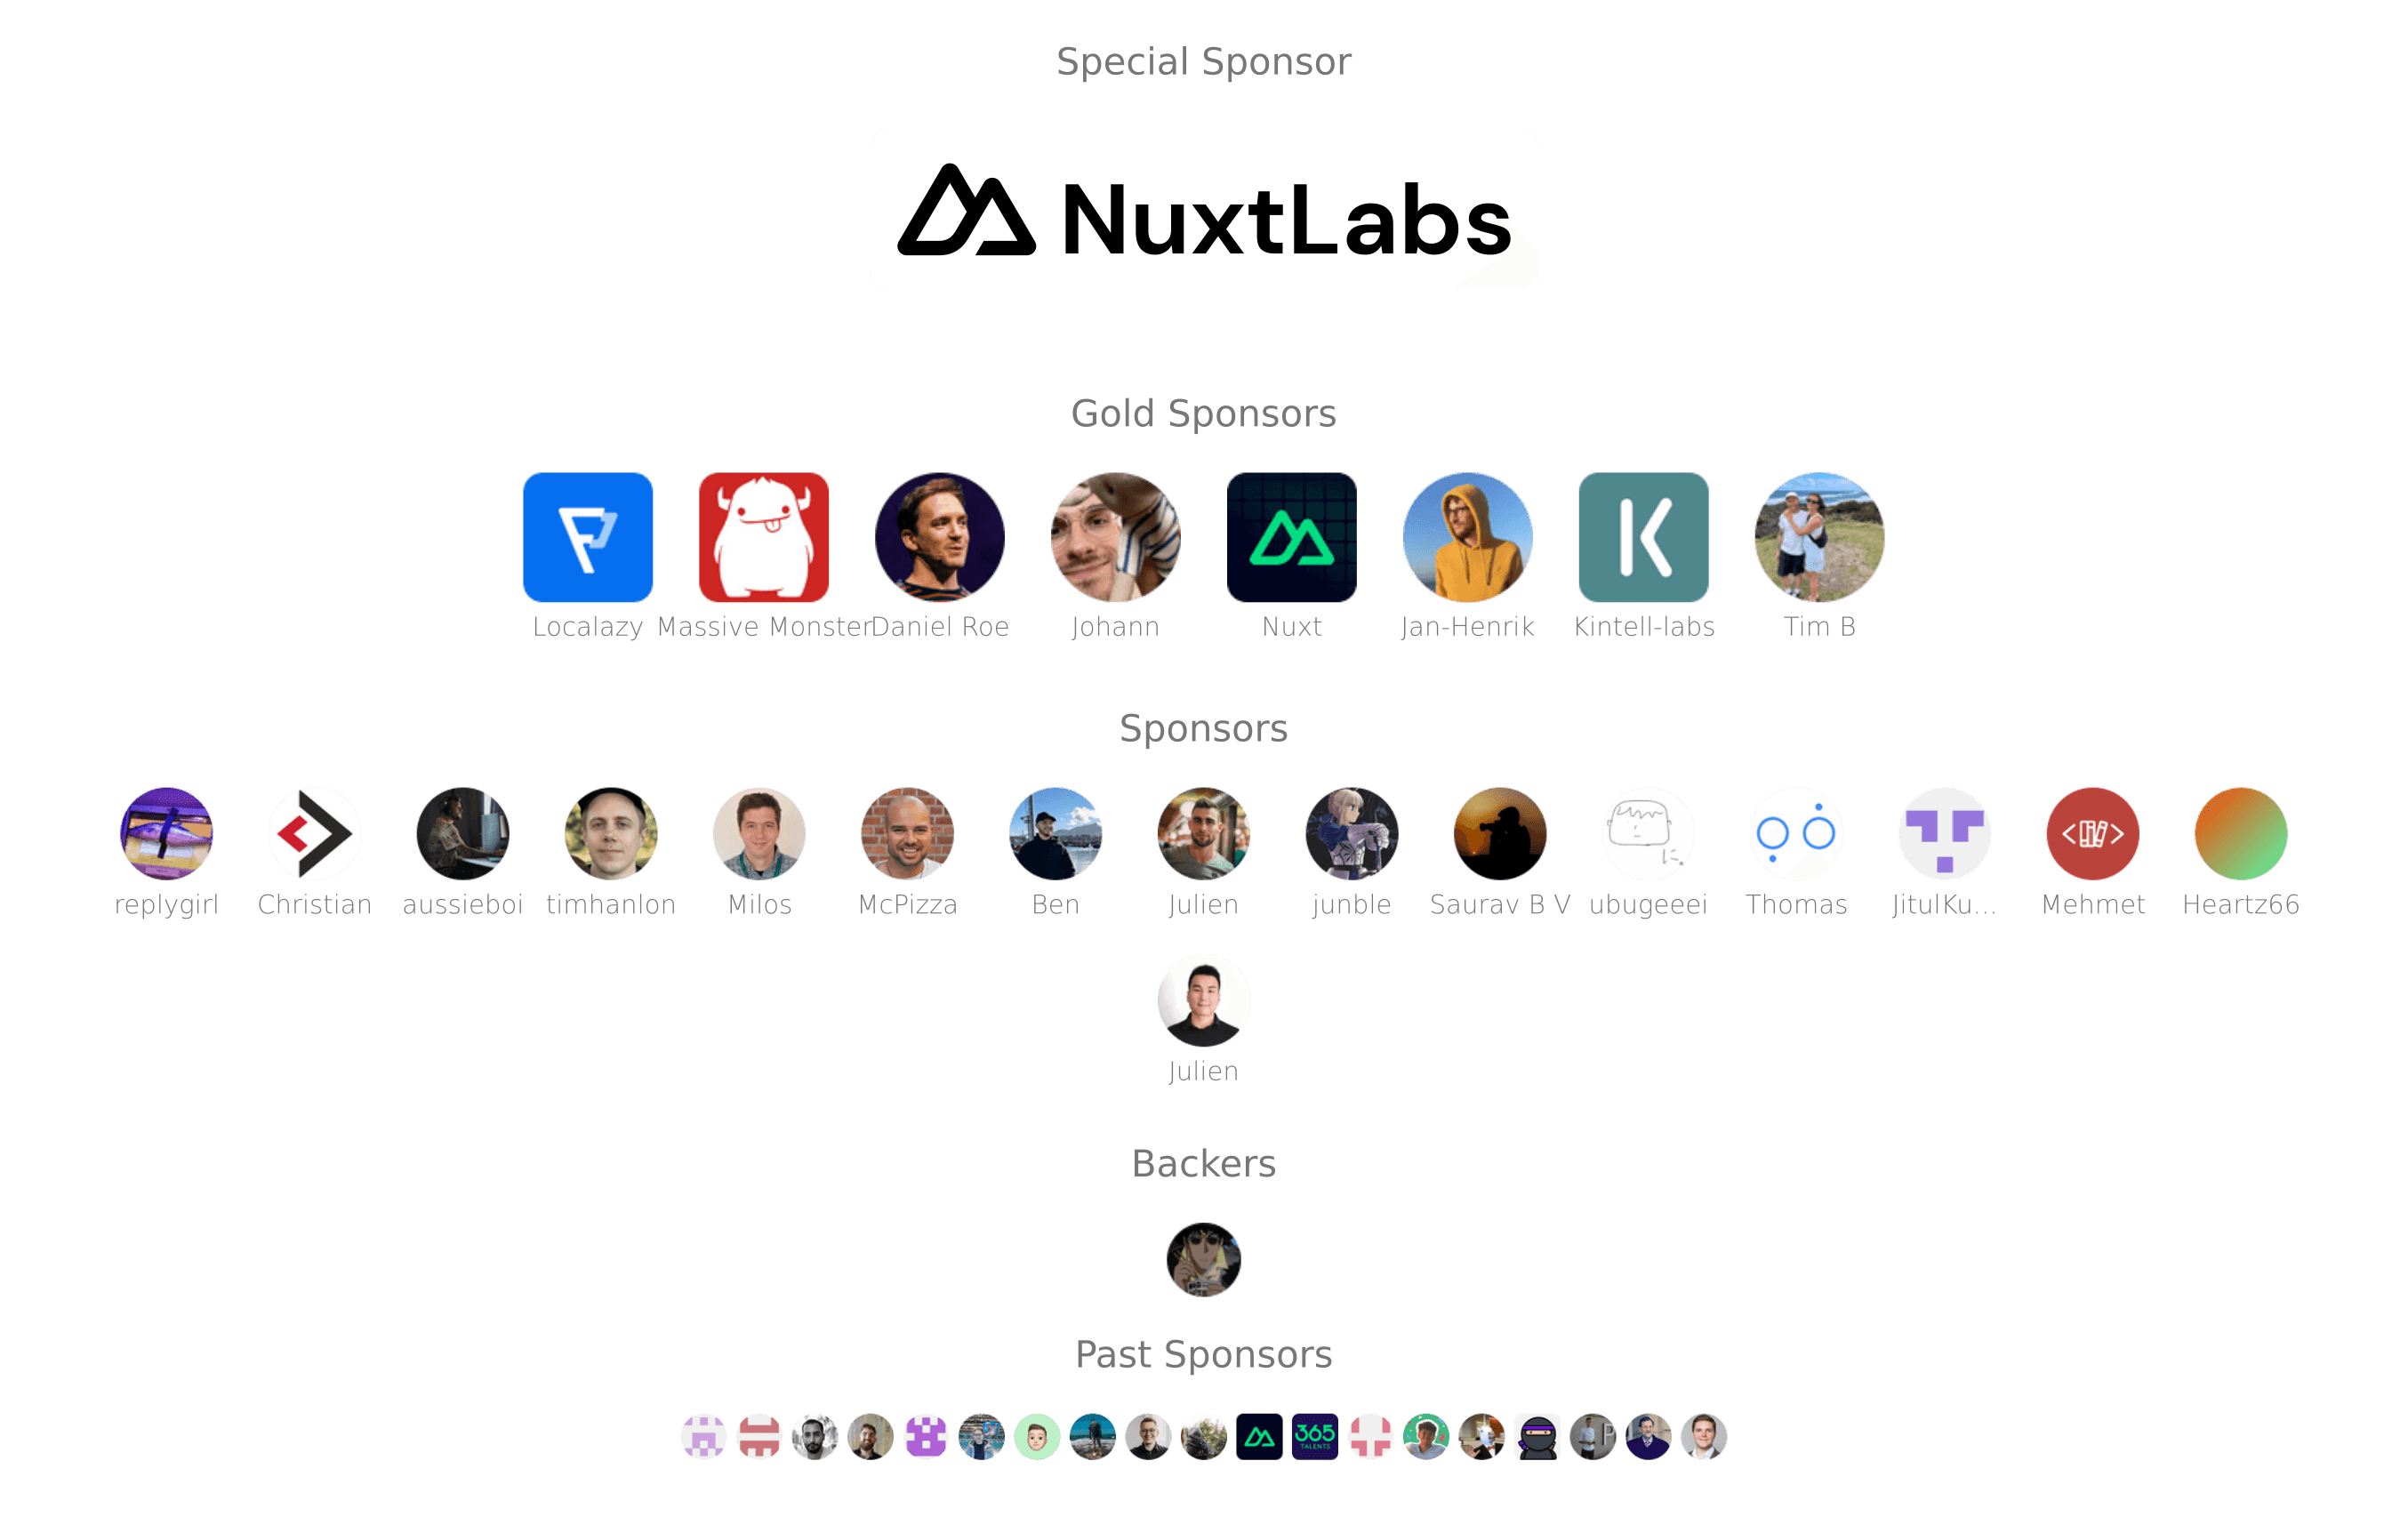 Special Sponsor
NuxtLabs
Gold Sponsors
Localazy Massive Monster Daniel Roe Johann Nuxt Jan-Henrik Kintell-labs Tim B
Sponsors
replygirl Christian aussieboi timhanlon Milos McPizza Ben Julien junble Saurav B V ubugeeei Thomas JitulKu... Mehmet Heartz66
Julien
Backers
Past Sponsors
365
TALENTS